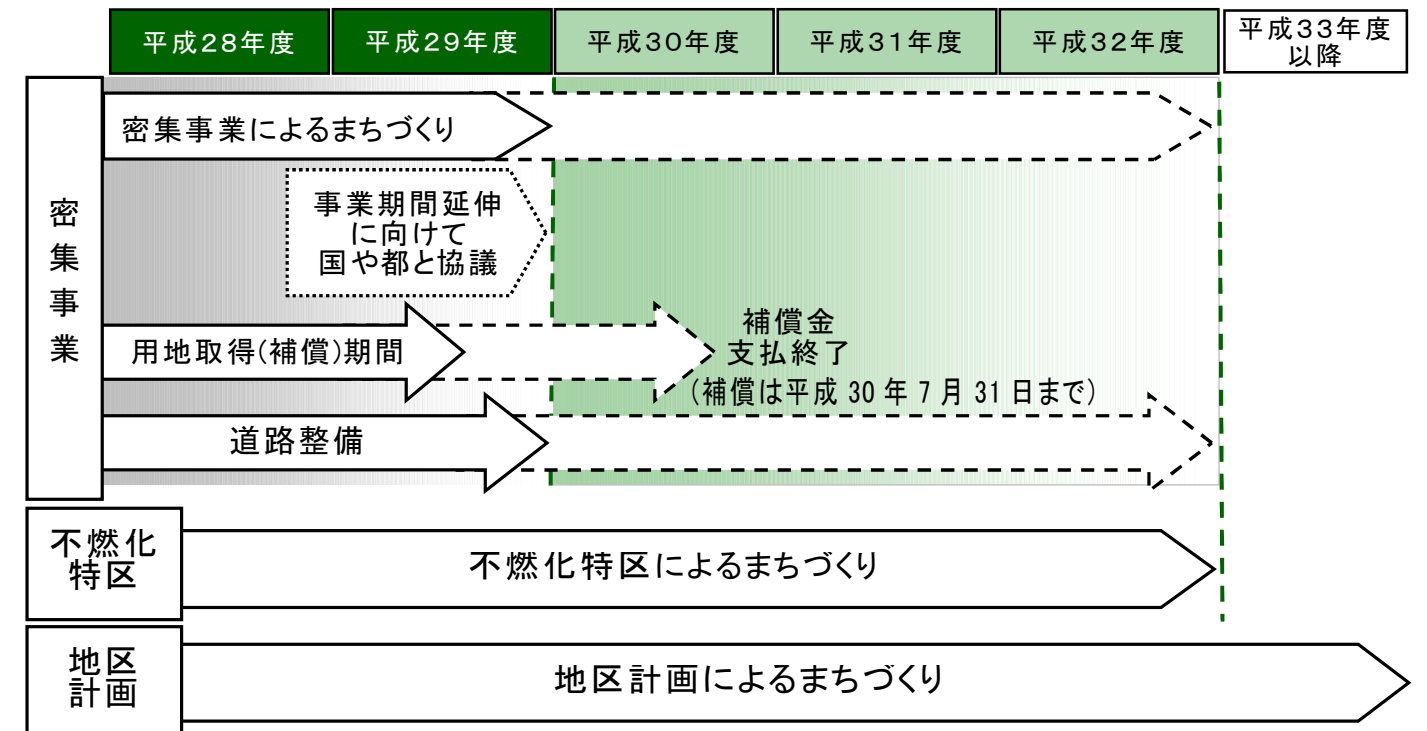 平成28年度
平成29年度
平成30年度
平成31年度
平成32年度
平成33年度
以降
密集事業
密集事業によるまちづくり
事業期間延伸
に向けて
国や都と協議
用地取得(補償)期間
補償金
支払終了
(補償は平成 30 年 7 月 31 日まで)
道路整備
不燃化
特区
不燃化特区によるまちづくり
地区
計画
地区計画によるまちづくり